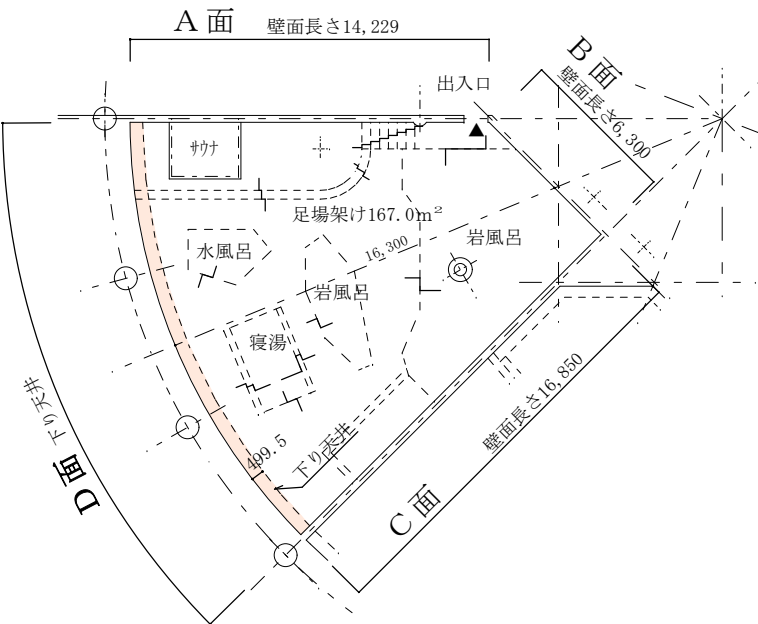 A面 壁面長さ14,229
出入口
B面
壁面長さ6,300
サウナ
足場架け167.0m²
水風呂
16,300
岩風呂
岩風呂
寝湯
D面 下り天井
499.5
下り天井
壁面長さ16,850
C面